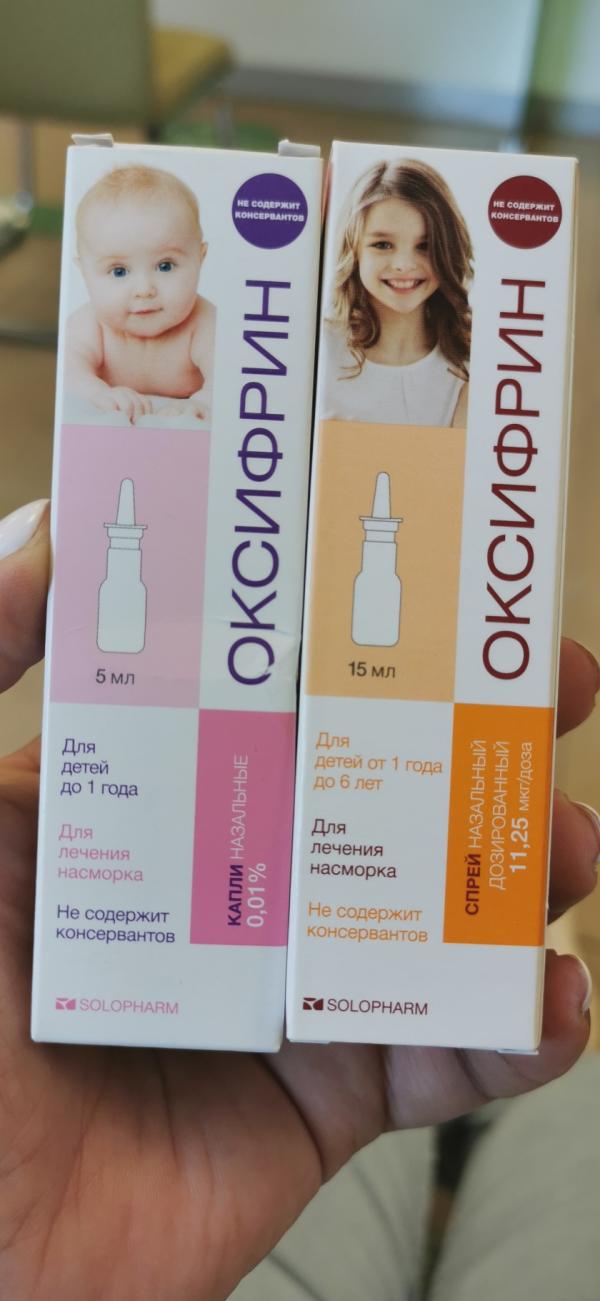 НЕ СОДЕРЖИТ
КОНСЕРВАНТОВ
ОКСИФРИН
5 мл
Для
детей
до 1 года
Для
лечения
насморка
Не содержит
консервантов
КАПЛИ НАЗАЛЬНЫЕ
0,01%
SOLOPHARM
НЕ СОДЕРЖИТ
КОНСЕРВАНТОВ
ОКСИФРИН
15 мл
Для
детей от 1 года
до 6 лет
Для
лечения
насморка
Не содержит
консервантов
СПРЕЙ НАЗАЛЬНЫЙ
ДОЗИРОВАННЫЙ
11,25 мкг/доза
SOLOPHARM